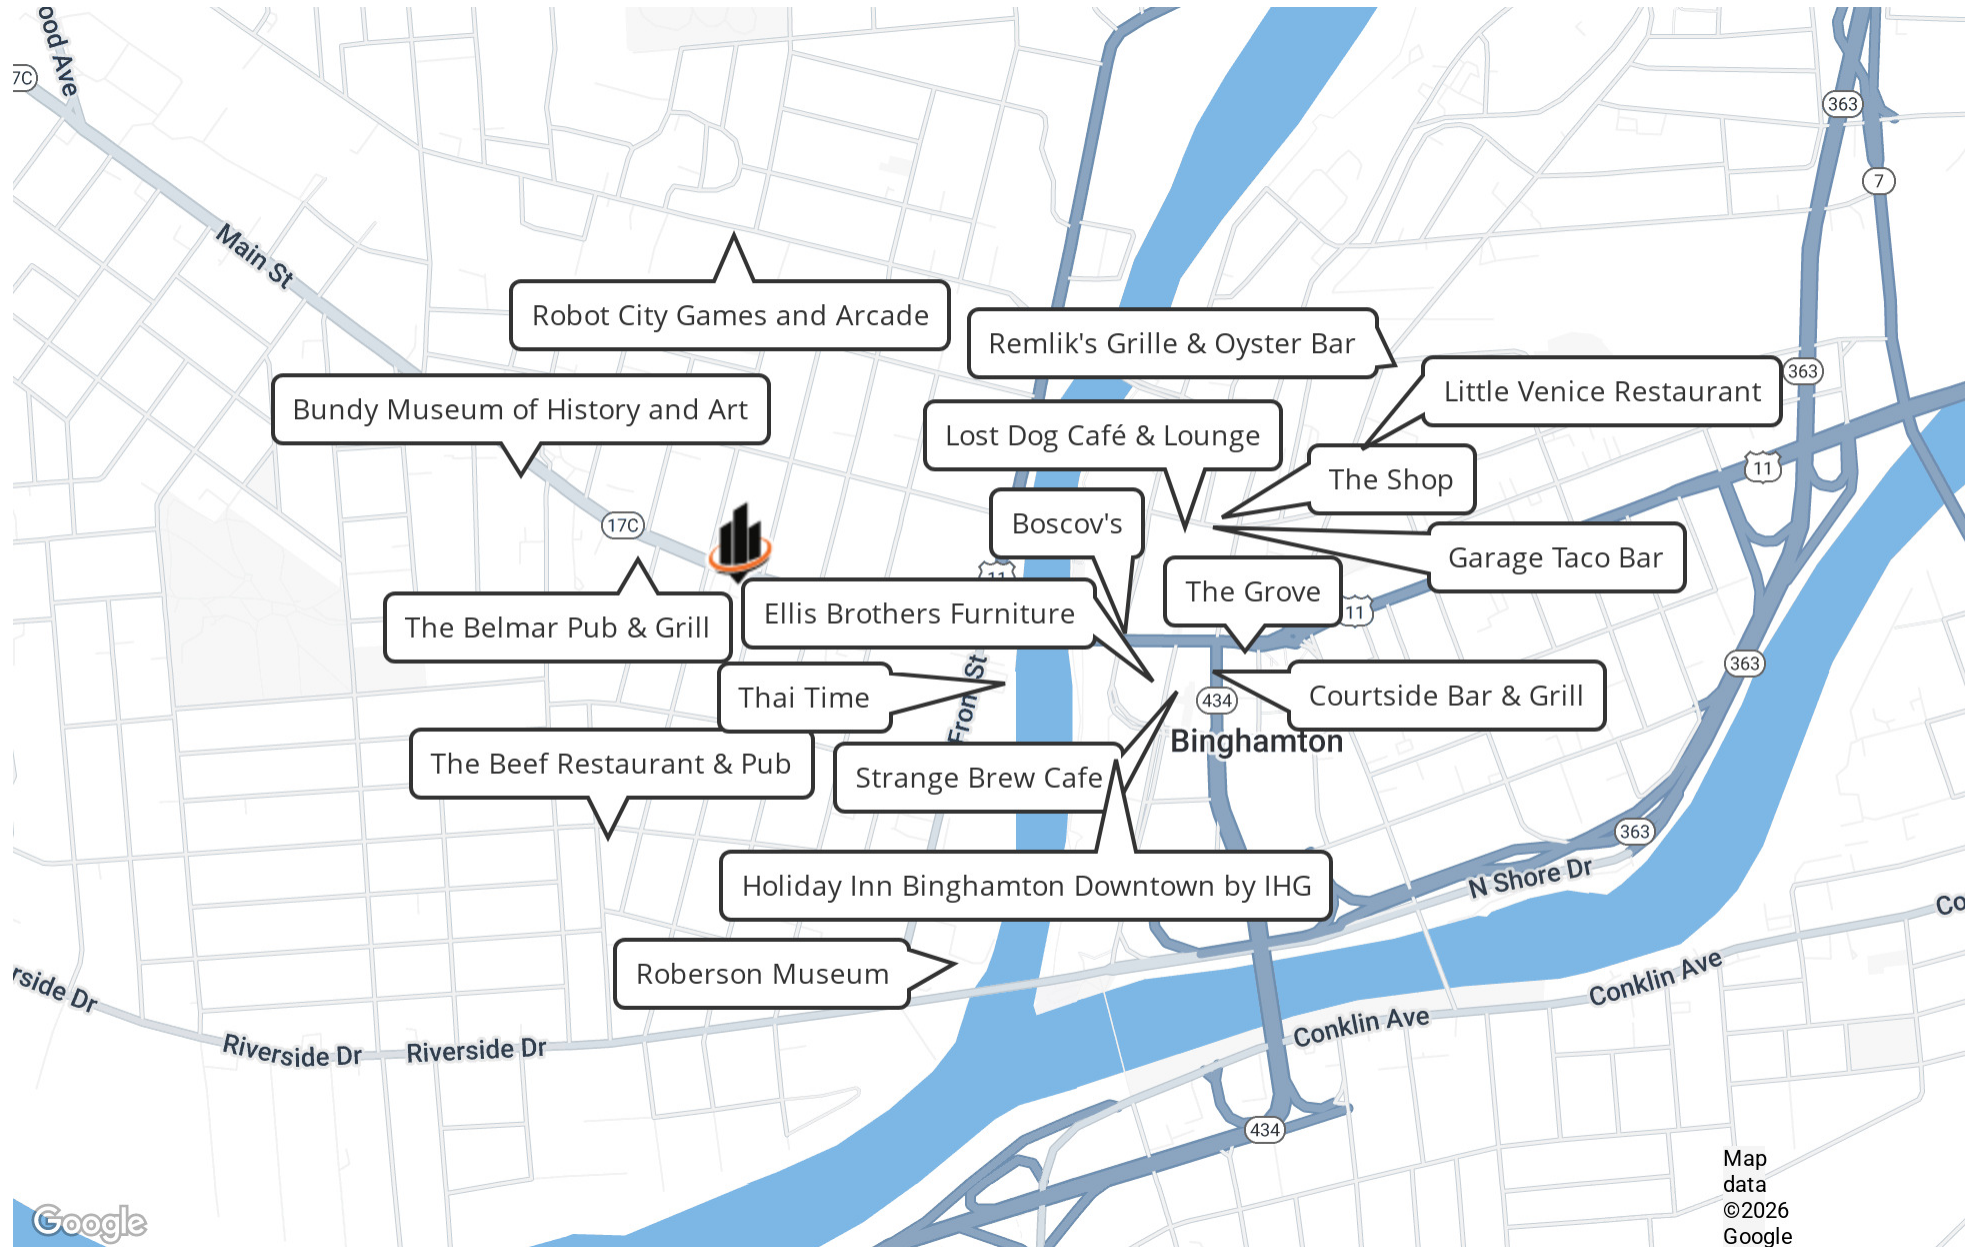 ood Ave
7C
363
7
Main St
Robot City Games and Arcade
Remlik's Grille & Oyster Bar
363
Little Venice Restaurant
Bundy Museum of History and Art
Lost Dog Café & Lounge
11
The Shop
17C
Boscov's
Garage Taco Bar
11
The Grove
11
Ellis Brothers Furniture
The Belmar Pub & Grill
363
Front St
Thai Time
434
Courtside Bar & Grill
Binghamton
The Beef Restaurant & Pub
Strange Brew Cafe
363
N Shore Dr
Holiday Inn Binghamton Downtown by IHG
Co
Roberson Museum
rside Dr
Conklin Ave
Conklin Ave
Riverside Dr
Riverside Dr
434
Map
data
©2026
Google
Google